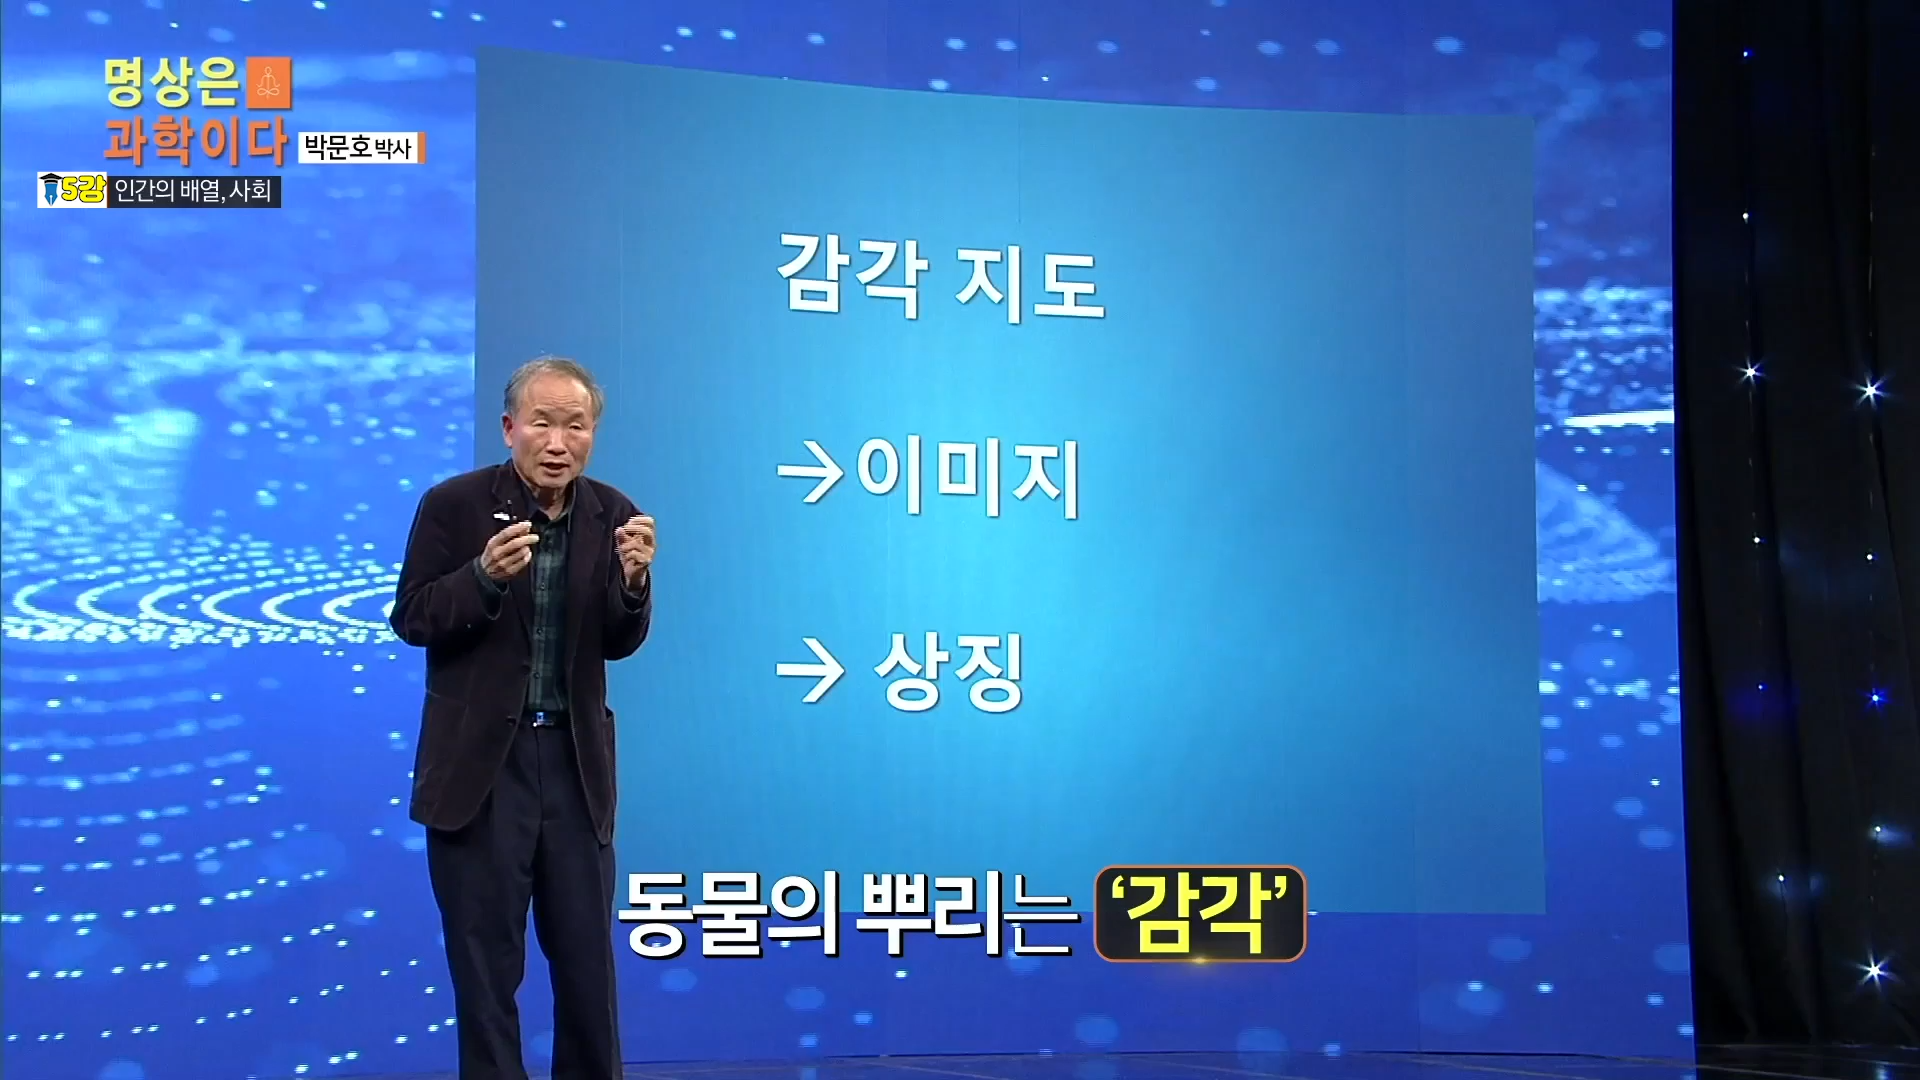 명상은
과학이다 박문호 박사
5강 인간의 배열, 사회
감각 지도
→이미지
→ 상징
동물의 뿌리는 ‘감각’